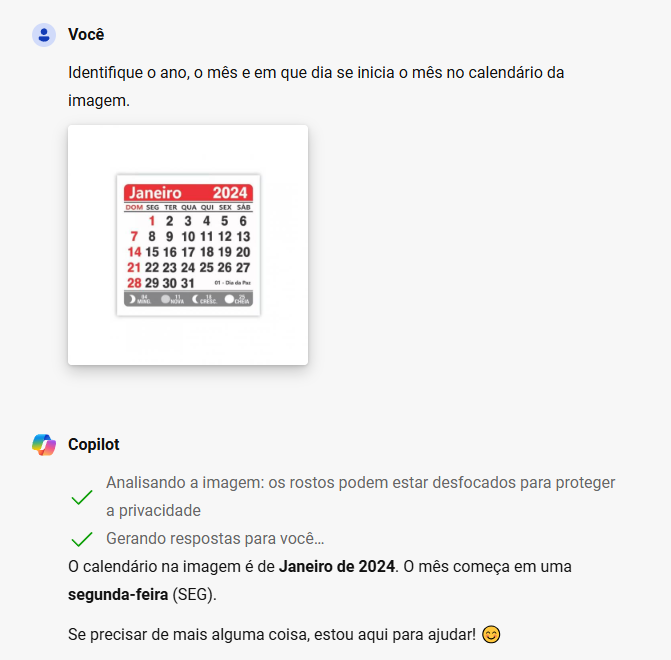 Você
Identifique o ano, o mês e em que dia se inicia o mês no calendário da
imagem.
Janeiro 2024
DOM SEG TER QUA QUI SEX SÁB
1 2 3 4 5 6
7 8 9 10 11 12 13
14 15 16 17 18 19 20
21 22 23 24 25 26 27
28 29 30 31 01 - Dia da Paz
04 MING. 11 NOVA 18 CRESC. 25 CHEIA
Copilot
Analisando a imagem: os rostos podem estar desfocados para proteger
a privacidade
Gerando respostas para você...
O calendário na imagem é de Janeiro de 2024. O mês começa em uma
segunda-feira (SEG).
Se precisar de mais alguma coisa, estou aqui para ajudar! 😊